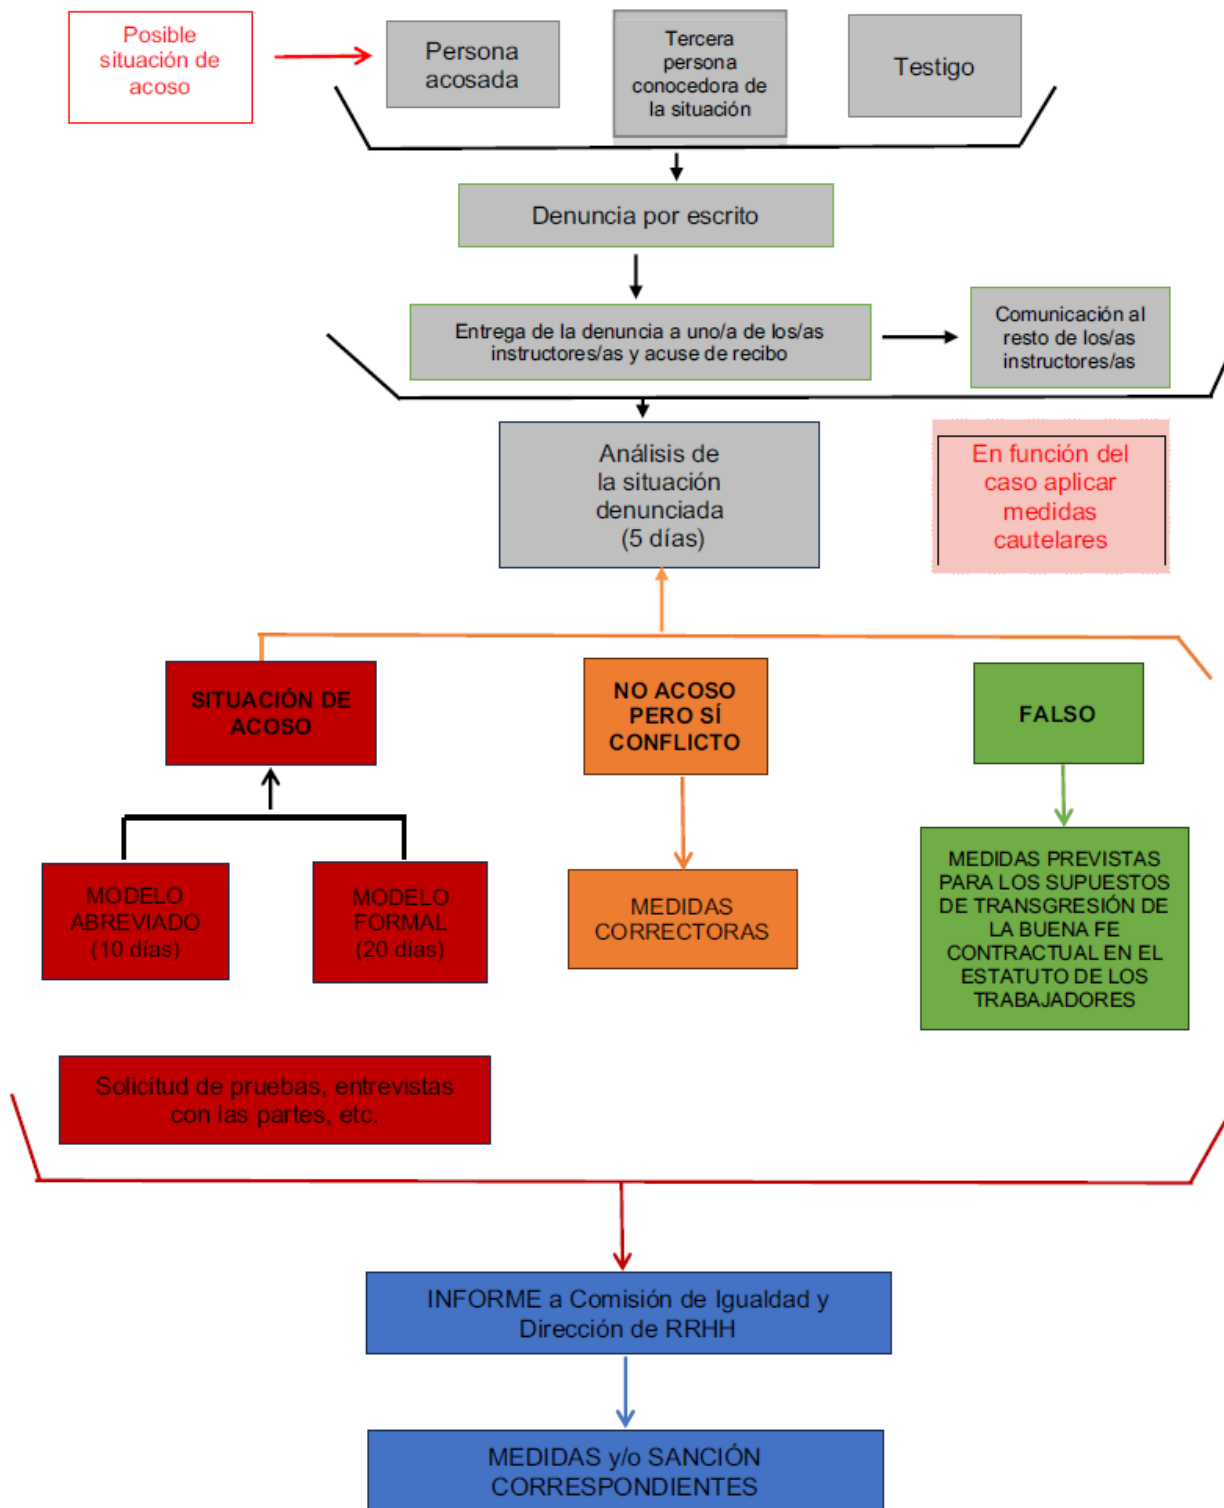 Posible
situación de
acoso
Persona
acosada
Tercera
persona
conocedora de
la situación
Testigo
Denuncia por escrito
Entrega de la denuncia a uno/a de los/as
instructores/as y acuse de recibo
Comunicación al
resto de los/as
instructores/as
Análisis de
la situación
denunciada
(5 días)
En función del
caso aplicar
medidas
cautelares
SITUACIÓN DE
ACOSO
NO ACOSO
PERO SÍ
CONFLICTO
FALSO
MODELO
ABREVIADO
(10 días)
MODELO
FORMAL
(20 días)
MEDIDAS
CORRECTORAS
MEDIDAS PREVISTAS
PARA LOS SUPUESTOS
DE TRANSGRESIÓN DE
LA BUENA FE
CONTRACTUAL EN EL
ESTATUTO DE LOS
TRABAJADORES
Solicitud de pruebas, entrevistas
con las partes, etc.
INFORME a Comisión de Igualdad y
Dirección de RRHH
MEDIDAS y/o SANCIÓN
CORRESPONDIENTES